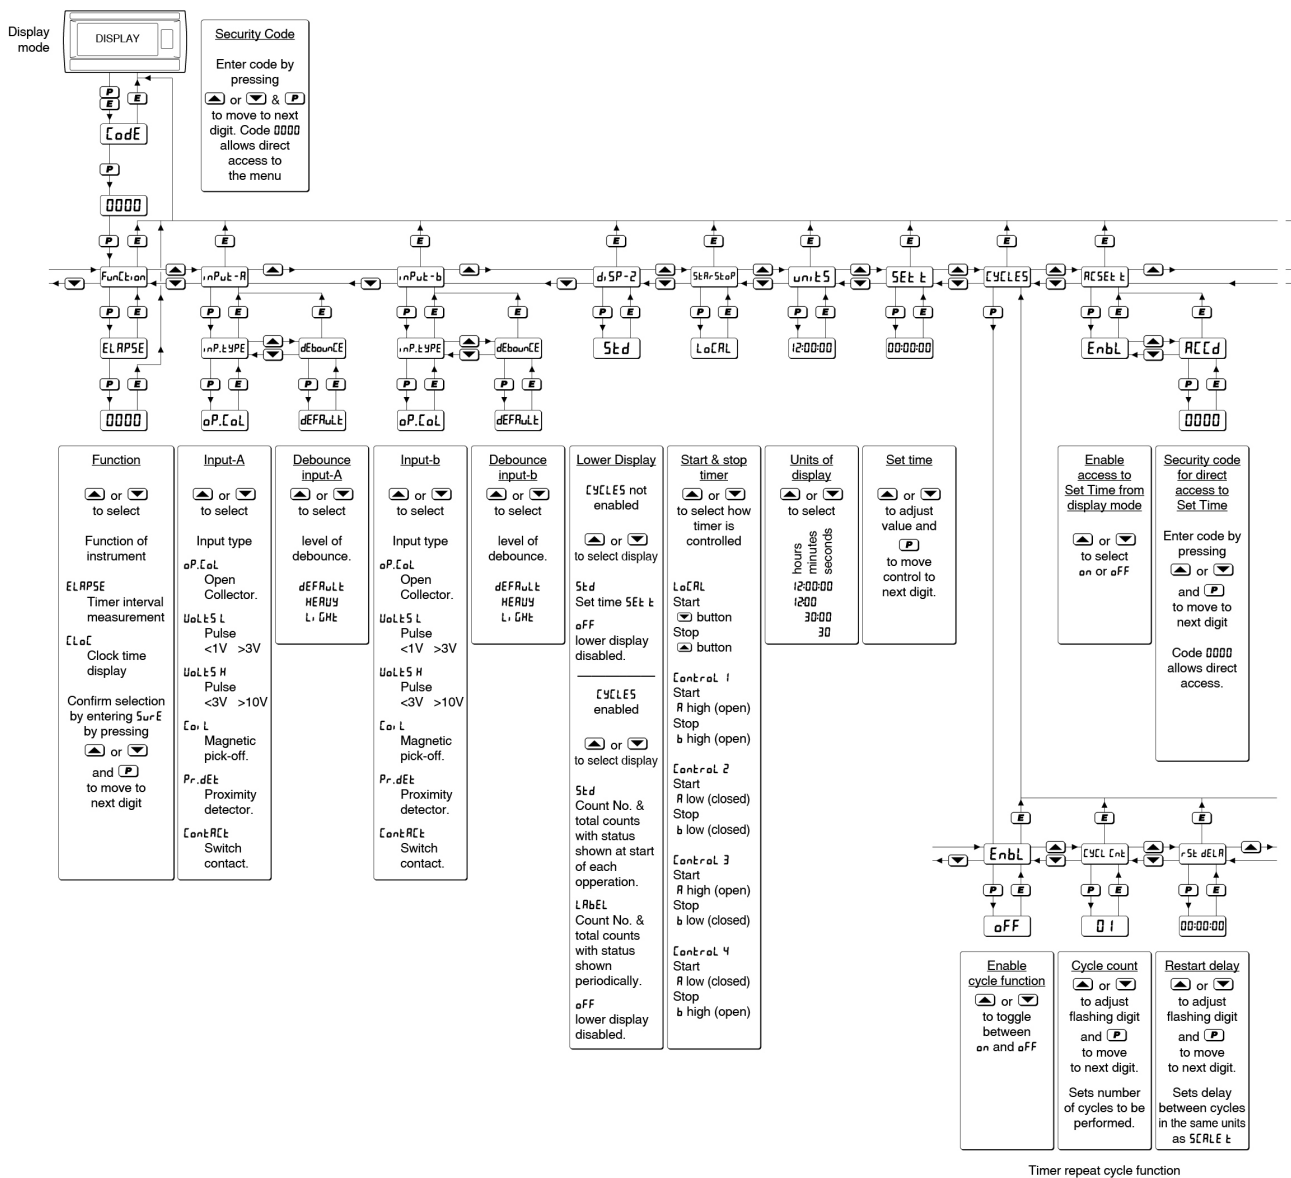 Display
mode
DISPLAY
Security Code
Enter code by
pressing
or & P
to move to next
digit. Code 0000
allows direct
access to
the menu
P
E E
CodE
P
0000
P E E E E E E E E E
FunCtion inPut-A inPut-b diSP-2 StArStoP unitS SEt t CYCLES ACSEt t
P E P E E P E E P E P E P E P E P P E E
ELAPSE inP.tYPE dEbounCE inP.tYPE dEbounCE Std LoCAL 12:00:00 00:00:00 EnbL ACCd
P E P E P E P E P E P E
0000 oP.CoL dEFAuLt oP.CoL dEFAuLt 0000
Function
or
to select
Function of
instrument
ELAPSE
Timer interval
measurement
CLoC
Clock time
display
Confirm selection
by entering SurE
by pressing
or
and P
to move to
next digit
Input-A
or
to select
Input type
oP.CoL
Open
Collector.
VoLtS L
Pulse
<1V >3V
VoLtS H
Pulse
<3V >10V
Coi L
Magnetic
pick-off.
Pr.dEt
Proximity
detector.
ContACt
Switch
contact.
Debounce
input-A
or
to select
level of
debounce.
dEFAuLt
HEAVY
LiGHt
Input-b
or
to select
Input type
oP.CoL
Open
Collector.
VoLtS L
Pulse
<1V >3V
VoLtS H
Pulse
<3V >10V
Coi L
Magnetic
pick-off.
Pr.dEt
Proximity
detector.
ContACt
Switch
contact.
Debounce
input-b
or
to select
level of
debounce.
dEFAuLt
HEAVY
LiGHt
Lower Display
CYCLES not
enabled
or
to select display
Std
Set time SEt t
oFF
lower display
disabled.
CYCLES
enabled
or
to select display
Std
Count No. &
total counts
with status
shown at start
of each
opperation.
LAbEL
Count No. &
total counts
with status
shown
periodically.
oFF
lower display
disabled.
Start & stop
timer
or
to select how
timer is
controlled
LoCAL
Start
button
Stop
button
ControL 1
Start
A high (open)
Stop
b high (open)
ControL 2
Start
A low (closed)
Stop
b low (closed)
ControL 3
Start
A high (open)
Stop
b low (closed)
ControL 4
Start
A low (closed)
Stop
b high (open)
Units of
display
or
to select
hours
minutes
seconds
12:00:00
12:00
30:00
30
Set time
or
to adjust
value and
P
to move
control to
next digit.
Enable
access to
Set Time from
display mode
or
to select
on or oFF
Security code
for direct
access to
Set Time
Enter code by
pressing
or
and P
to move to
next digit
Code 0000
allows direct
access.
E E E
EnbL CYCL Cnt rSt dELA
P E P E P E
oFF 01 00:00:00
Enable
cycle function
or
to toggle
between
on and oFF
Cycle count
or
to adjust
flashing digit
and P
to move
to next digit.
Sets number
of cycles to be
performed.
Restart delay
or
to adjust
flashing digit
and P
to move
to next digit.
Sets delay
between cycles
in the same units
as SCALE t
Timer repeat cycle function